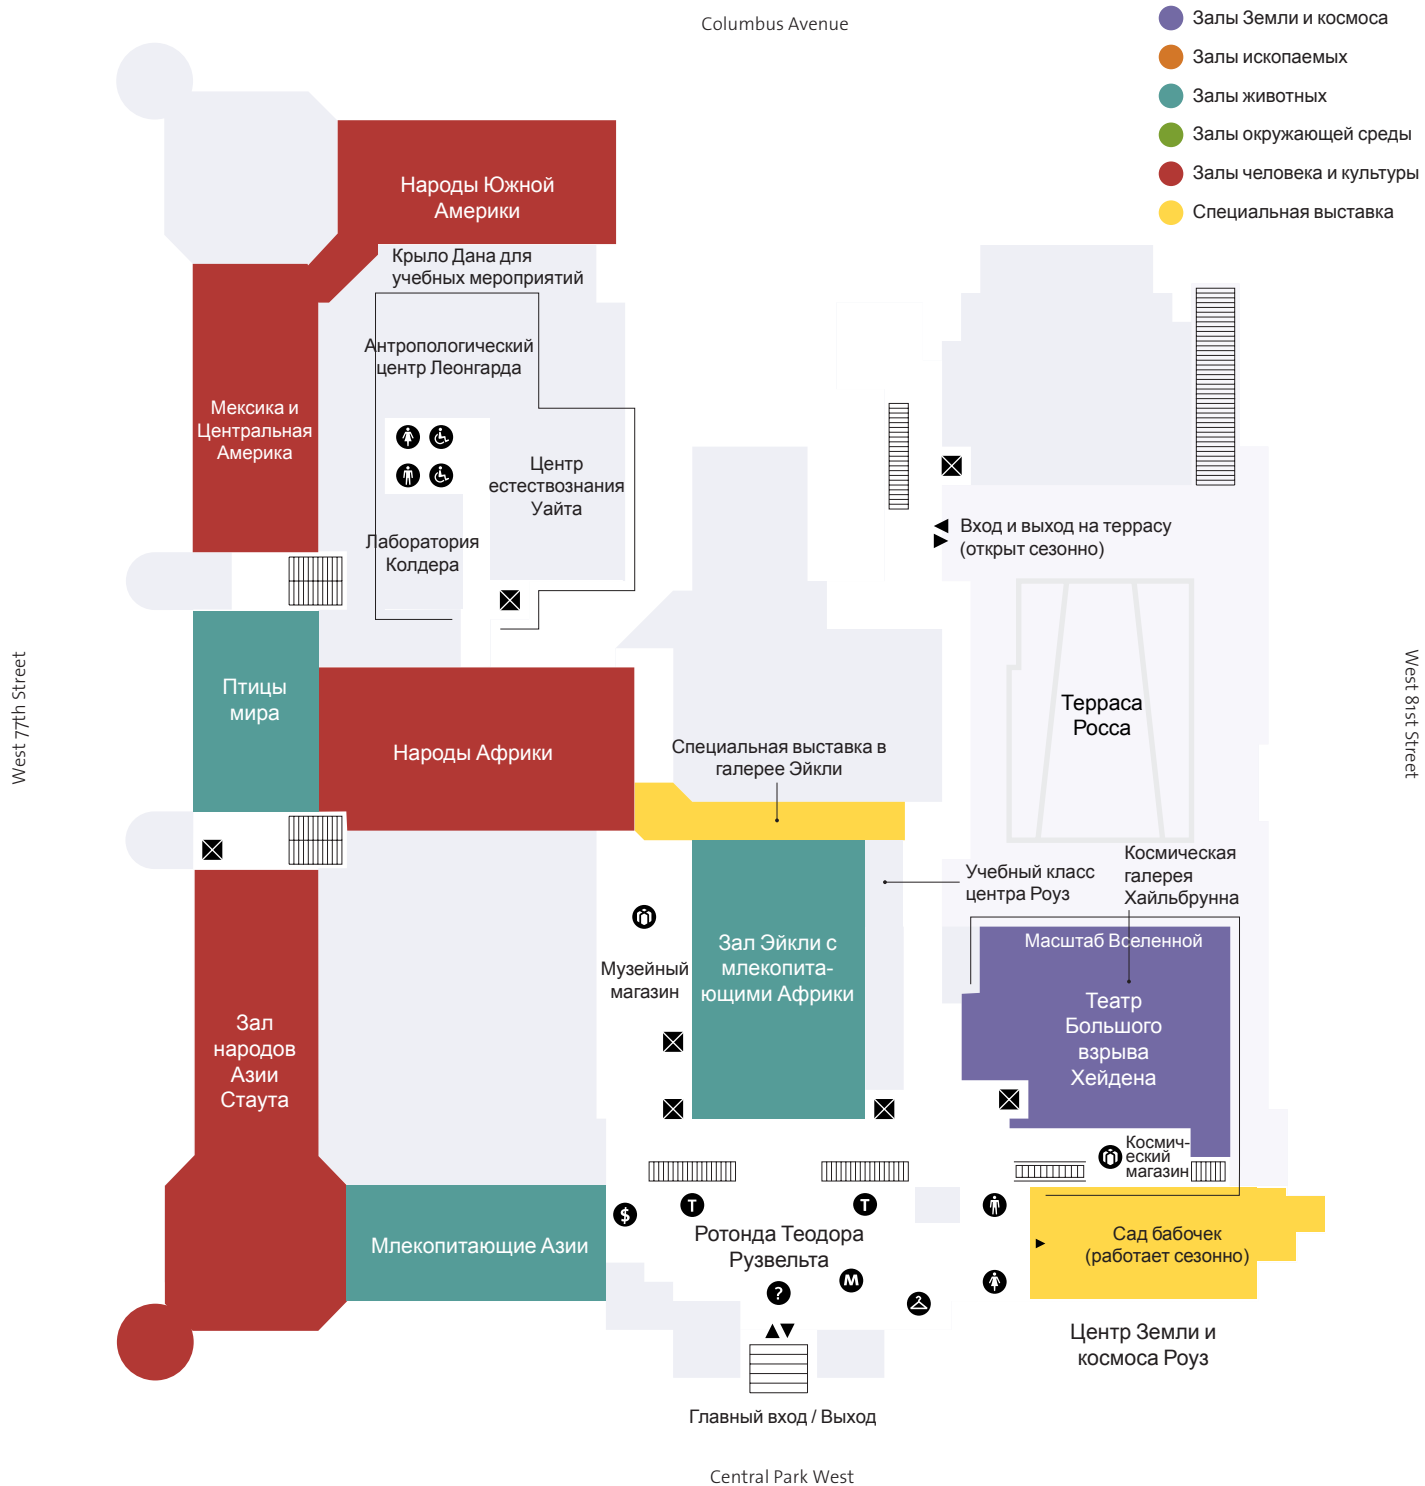 Columbus Avenue
Залы Земли и космоса
Залы ископаемых
Залы животных
Залы окружающей среды
Залы человека и культуры
Специальная выставка
Народы Южной
Америки
Крыло Дана для
учебных мероприятий
Антропологический
центр Леонгарда
Мексика и
Центральная
Америка
Центр
естествознания
Уайта
Лаборатория
Колдера
Вход и выход на террасу
(открыт сезонно)
West 77th Street
West 81st Street
Птицы
мира
Народы Африки
Терраса
Росса
Специальная выставка в
галерее Эйкли
Учебный класс
центра Роуз
Космическая
галерея
Хайльбрунна
Музейный
магазин
Зал Эйкли с
млекопита-
ющими Африки
Масштаб Вселенной
Театр
Большого
взрыва
Хейдена
Зал
народов
Азии
Стаута
Космич-
еский
магазин
$
T
T
Млекопитающие Азии
Ротонда Теодора
Рузвельта
M
?
Сад бабочек
(работает сезонно)
Центр Земли и
космоса Роуз
Главный вход / Выход
Central Park West